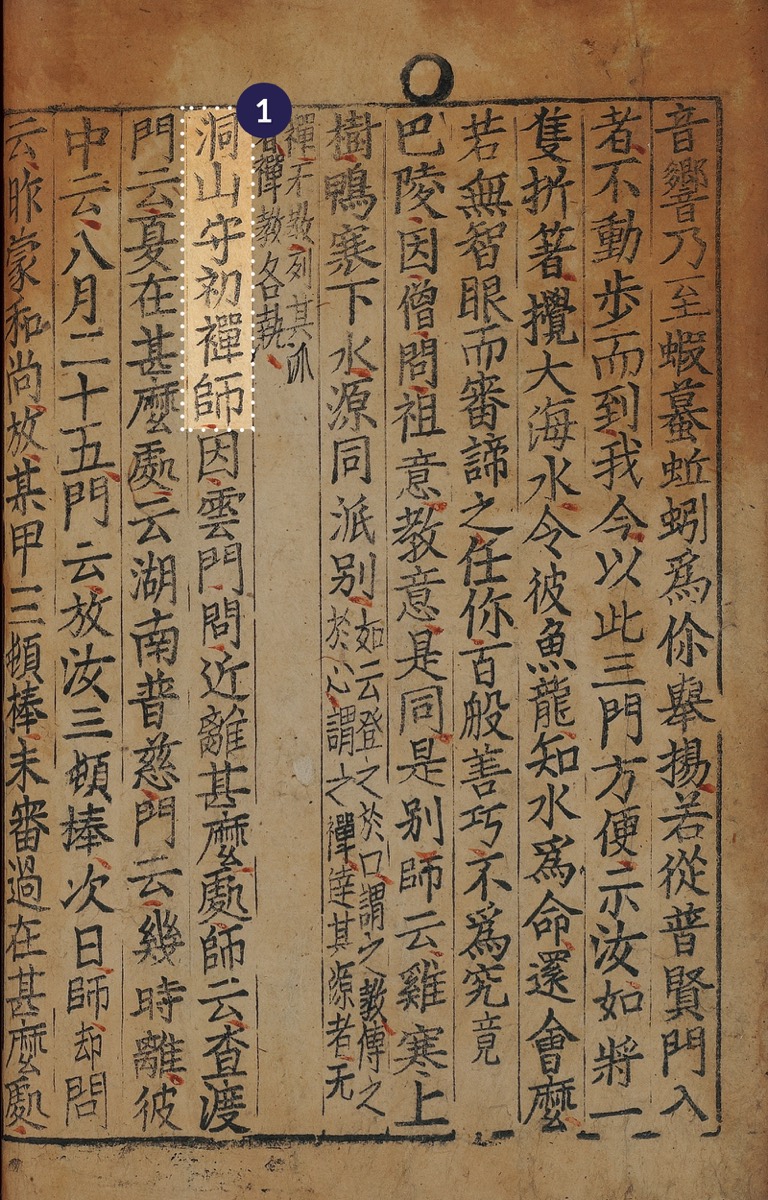 音響乃至蝦蟇蚯蚓爲你舉揚若從普賢門入
者不動步而到我今以此三門方便示汝如將一
隻折箸攪大海水令彼魚龍知水爲命還會麼
若無智眼而審諦之任你百般善巧不爲究竟
巴陵因僧問祖意教意是同是别師云雞寒上
樹鴨寒下水源同派别
如云登之於口謂之教傳之
於心謂之禪達其源者无
禪无教列其派
者禪教各執
1
洞山守初禪師因雲門問近離甚麼處師云查渡
門云夏在甚麼處云湖南普慈門云幾時離彼
中云八月二十五門云放汝三頓棒次日師却問
云昨蒙和尚放某甲三頓棒未審過在甚麼處